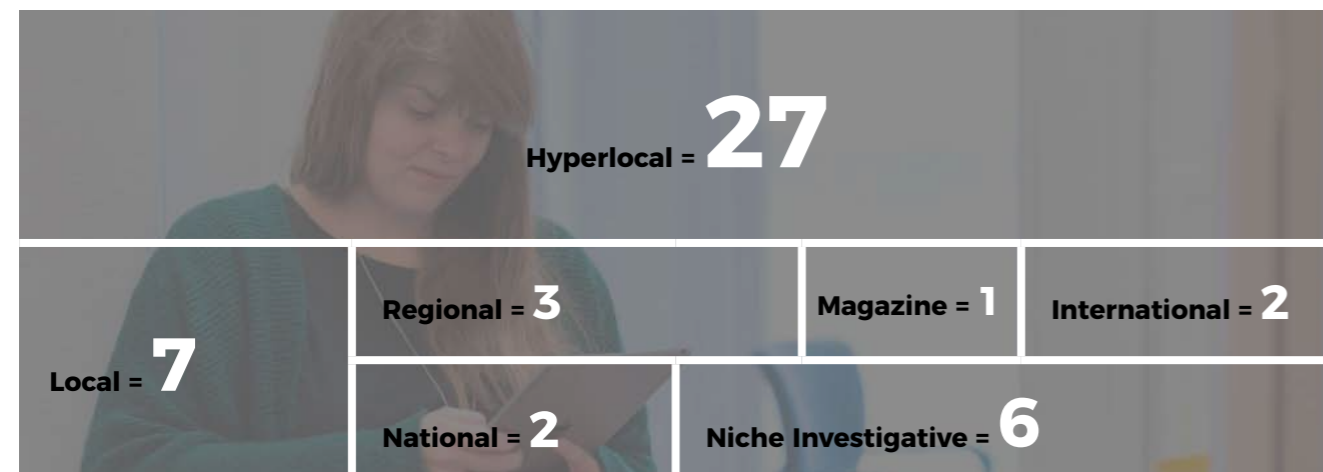 Hyperlocal = 27
Regional = 3
Magazine = 1
International = 2
Local = 7
National = 2
Niche Investigative = 6